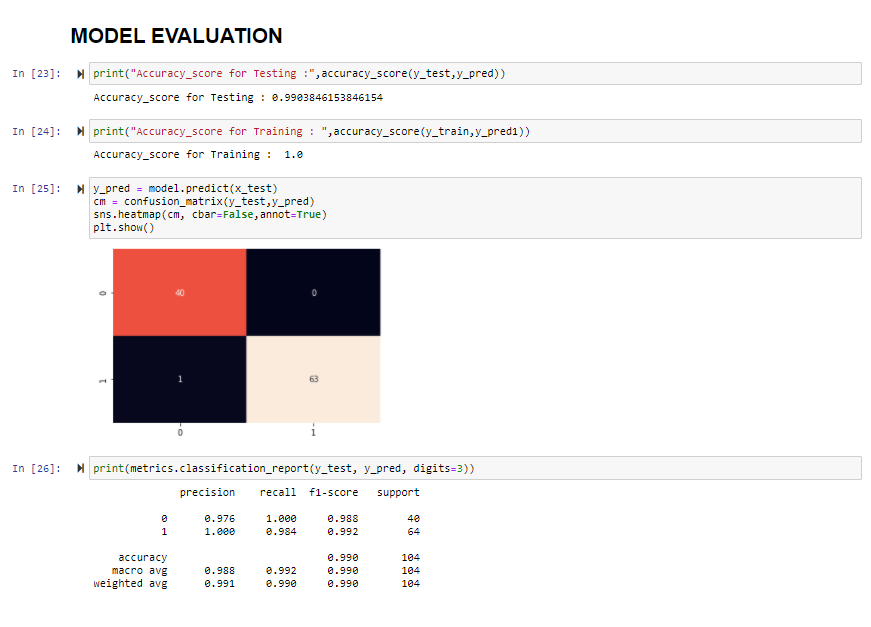 MODEL EVALUATION
In [23]: print("Accuracy_score for Testing :",accuracy_score(y_test,y_pred))
Accuracy_score for Testing : 0.9903846153846154
In [24]: print("Accuracy_score for Training : ",accuracy_score(y_train,y_pred1))
Accuracy_score for Training :  1.0
In [25]: y_pred = model.predict(x_test)
cm = confusion_matrix(y_test,y_pred)
sns.heatmap(cm, cbar=False,annot=True)
plt.show()
0 40 0
1 1 63
0 1
In [26]: print(metrics.classification_report(y_test, y_pred, digits=3))
precision recall f1-score support
0 0.976 1.000 0.988 40
1 1.000 0.984 0.992 64
accuracy 0.990 104
macro avg 0.988 0.992 0.990 104
weighted avg 0.991 0.990 0.990 104